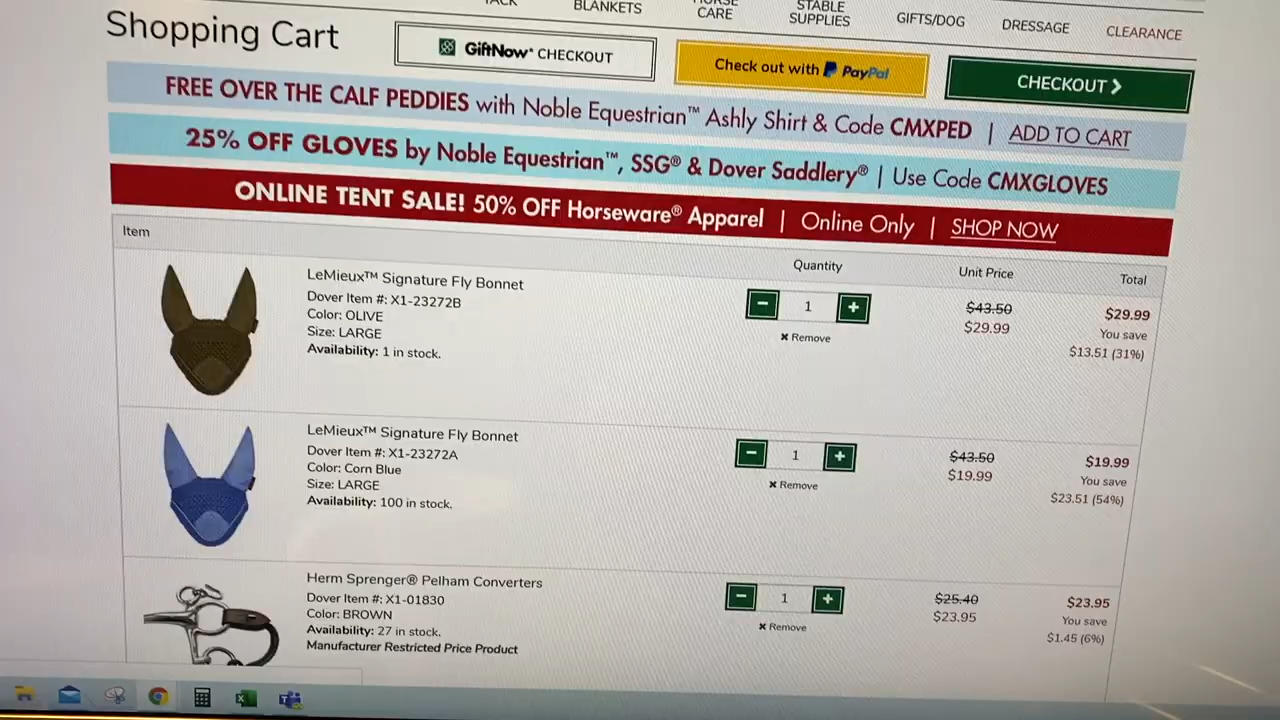 TACK
BLANKETS
HORSE
CARE
STABLE
SUPPLIES
GIFTS/DOG
DRESSAGE
CLEARANCE
Shopping Cart
GiftNow® CHECKOUT
Check out with PayPal
CHECKOUT ❯
FREE OVER THE CALF PEDDIES with Noble Equestrian™ Ashly Shirt & Code CMXPED | ADD TO CART
25% OFF GLOVES by Noble Equestrian™, SSG® & Dover Saddlery® | Use Code CMXGLOVES
ONLINE TENT SALE! 50% OFF Horseware® Apparel | Online Only | SHOP NOW
Item
Quantity
Unit Price
Total
LeMieux™ Signature Fly Bonnet
Dover Item #: X1-23272B
Color: OLIVE
Size: LARGE
Availability: 1 in stock.
− 1 +
✖ Remove
$43.50
$29.99
$29.99
You save
$13.51 (31%)
LeMieux™ Signature Fly Bonnet
Dover Item #: X1-23272A
Color: Corn Blue
Size: LARGE
Availability: 100 in stock.
− 1 +
✖ Remove
$43.50
$19.99
$19.99
You save
$23.51 (54%)
Herm Sprenger® Pelham Converters
Dover Item #: X1-01830
Color: BROWN
Availability: 27 in stock.
Manufacturer Restricted Price Product
− 1 +
✖ Remove
$25.40
$23.95
$23.95
You save
$1.45 (6%)